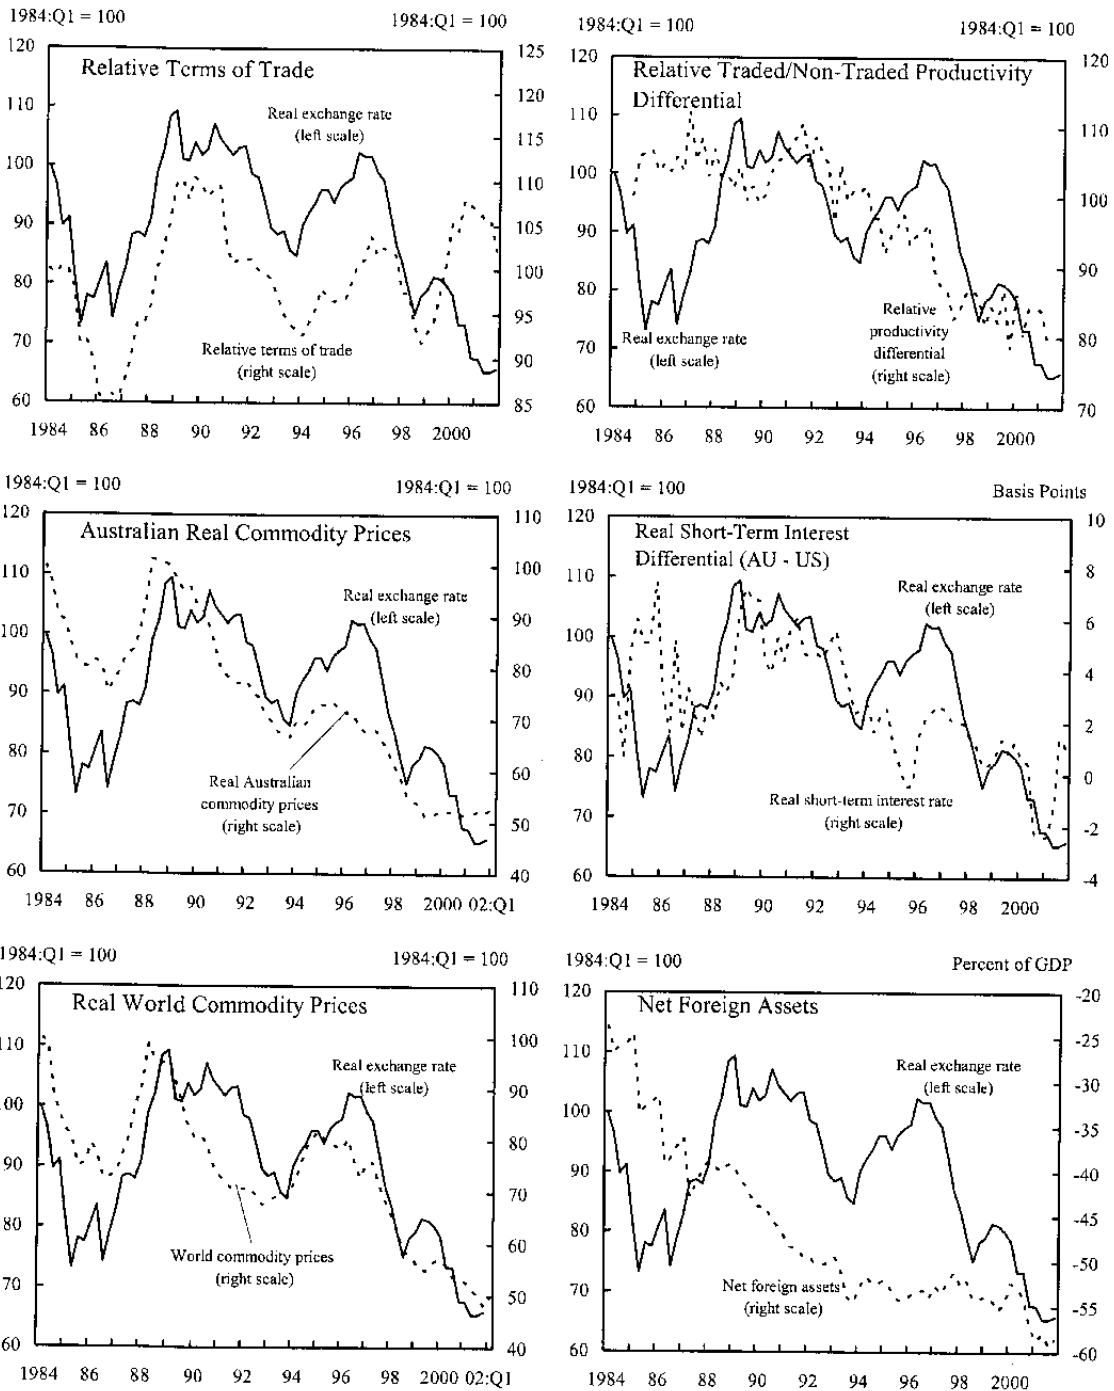 1984:Q1 = 100
1984:Q1 = 100
Relative Terms of Trade
Real exchange rate
(left scale)
Relative terms of trade
(right scale)
120
110
100
90
80
70
60
125
120
115
110
105
100
95
90
85
1984 86 88 90 92 94 96 98 2000
1984:Q1 = 100
1984:Q1 = 100
Relative Traded/Non-Traded Productivity
Differential
Real exchange rate
(left scale)
Relative
productivity
differential
(right scale)
120
110
100
90
80
70
60
120
110
100
90
80
70
1984 86 88 90 92 94 96 98 2000
1984:Q1 = 100
1984:Q1 = 100
Australian Real Commodity Prices
Real exchange rate
(left scale)
Real Australian
commodity prices
(right scale)
120
110
100
90
80
70
60
110
100
90
80
70
60
50
40
1984 86 88 90 92 94 96 98 2000 02:Q1
1984:Q1 = 100
Basis Points
Real Short-Term Interest
Differential (AU - US)
Real exchange rate
(left scale)
Real short-term interest rate
(right scale)
120
110
100
90
80
70
60
10
8
6
4
2
0
-2
-4
1984 86 88 90 92 94 96 98 2000
1984:Q1 = 100
1984:Q1 = 100
Real World Commodity Prices
Real exchange rate
(left scale)
World commodity prices
(right scale)
120
110
100
90
80
70
60
110
100
90
80
70
60
50
40
1984 86 88 90 92 94 96 98 2000 02:Q1
1984:Q1 = 100
Percent of GDP
Net Foreign Assets
Real exchange rate
(left scale)
Net foreign assets
(right scale)
120
110
100
90
80
70
60
-20
-25
-30
-35
-40
-45
-50
-55
-60
1984 86 88 90 92 94 96 98 2000